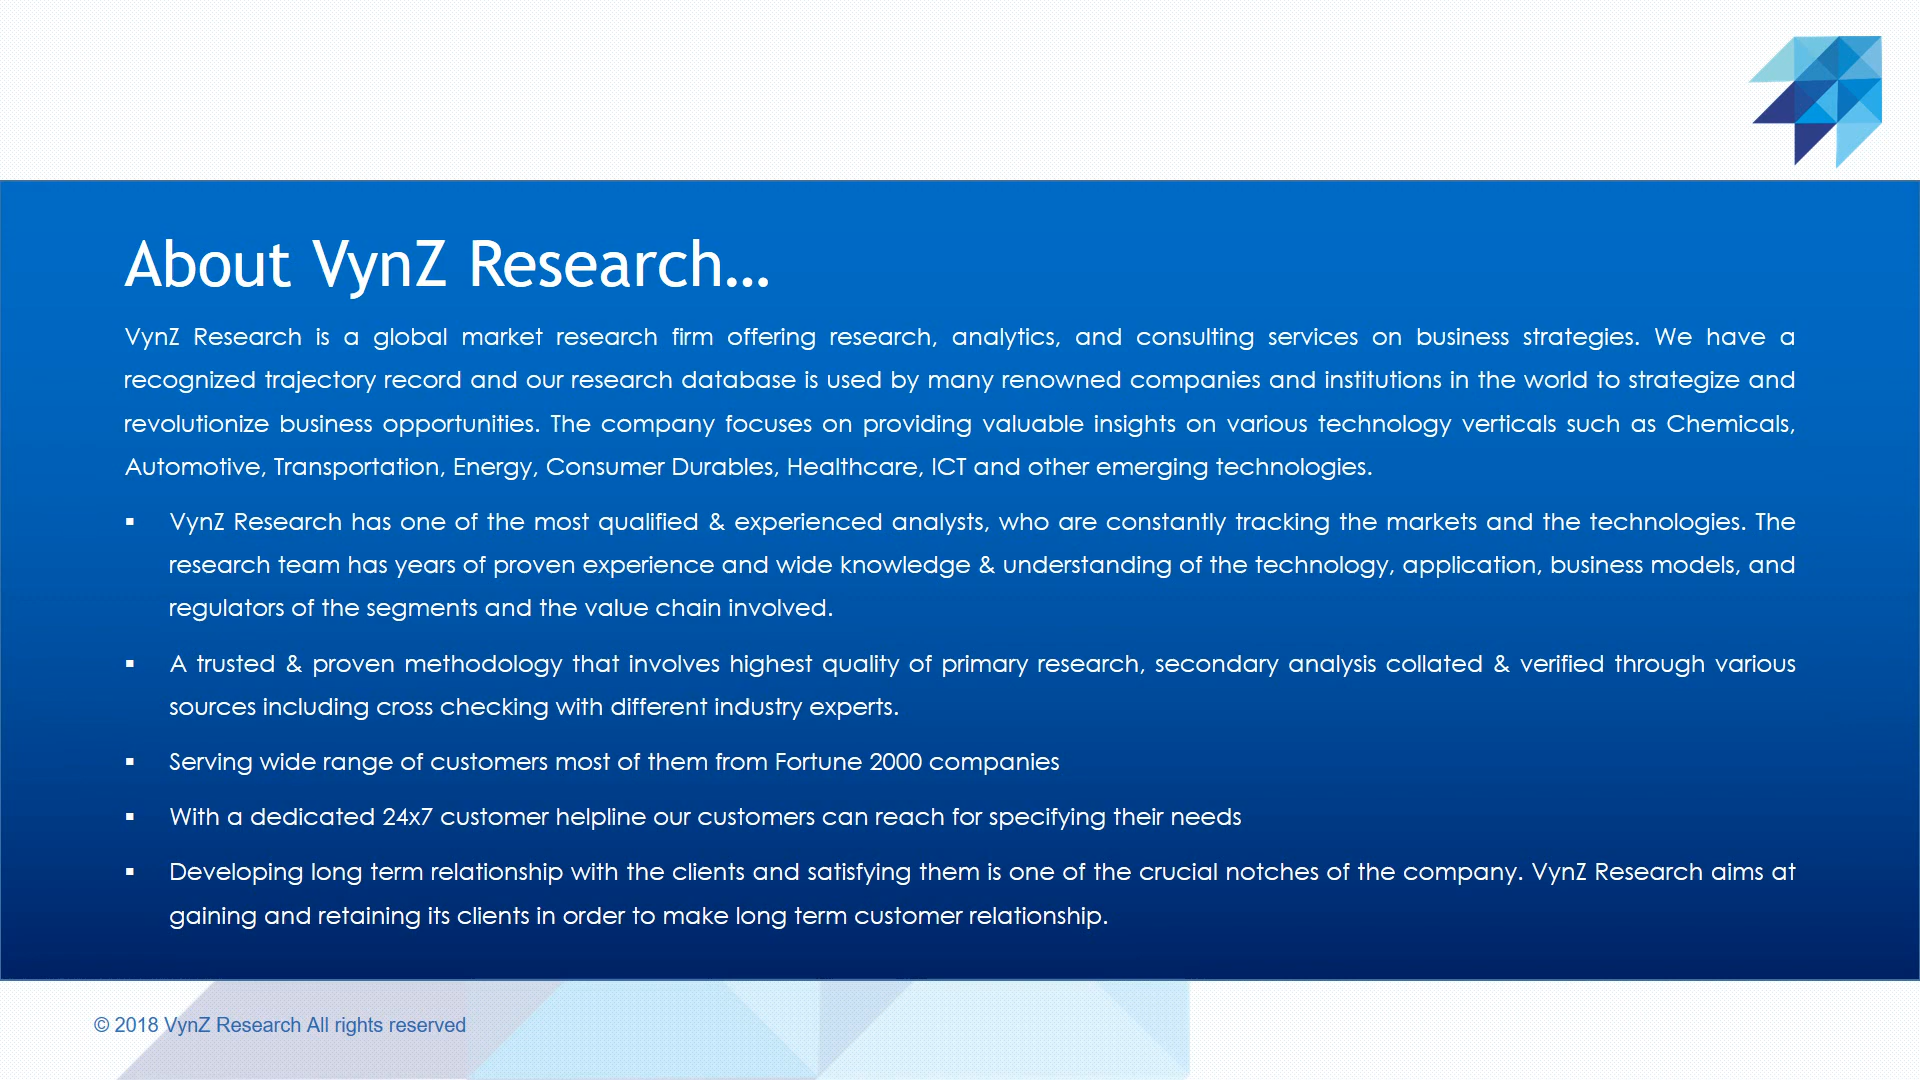 About VynZ Research…
VynZ Research is a global market research firm offering research, analytics, and consulting services on business strategies. We have a
recognized trajectory record and our research database is used by many renowned companies and institutions in the world to strategize and
revolutionize business opportunities. The company focuses on providing valuable insights on various technology verticals such as Chemicals,
Automotive, Transportation, Energy, Consumer Durables, Healthcare, ICT and other emerging technologies.
▪ VynZ Research has one of the most qualified & experienced analysts, who are constantly tracking the markets and the technologies. The
research team has years of proven experience and wide knowledge & understanding of the technology, application, business models, and
regulators of the segments and the value chain involved.
▪ A trusted & proven methodology that involves highest quality of primary research, secondary analysis collated & verified through various
sources including cross checking with different industry experts.
▪ Serving wide range of customers most of them from Fortune 2000 companies
▪ With a dedicated 24x7 customer helpline our customers can reach for specifying their needs
▪ Developing long term relationship with the clients and satisfying them is one of the crucial notches of the company. VynZ Research aims at
gaining and retaining its clients in order to make long term customer relationship.
© 2018 VynZ Research All rights reserved